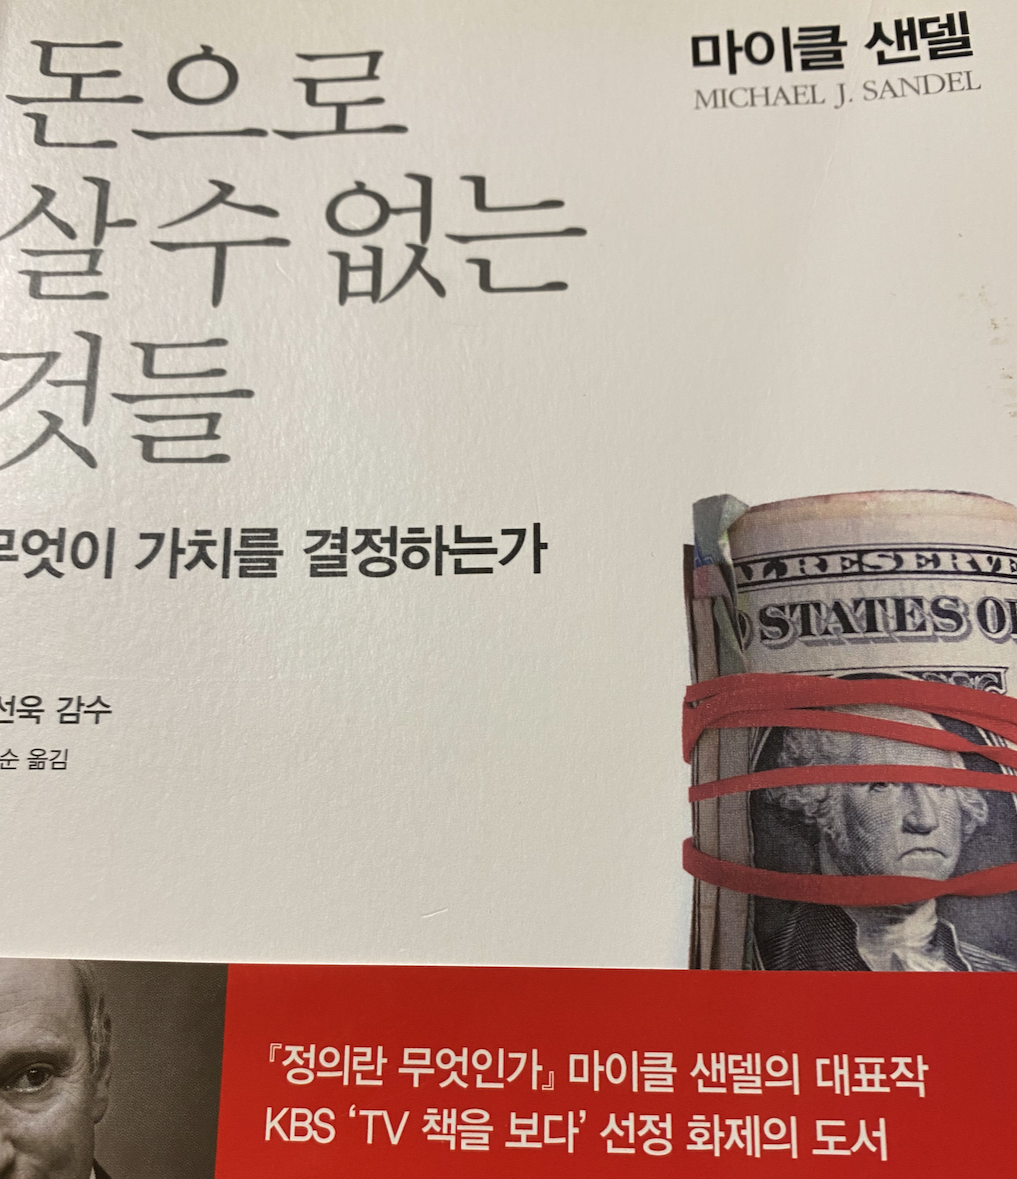 돈으로
살 수 없는
것들
마이클 샌델
MICHAEL J. SANDEL
무엇이 가치를 결정하는가
선욱 감수
순 옮김
RESERVE
STATES OF
『정의란 무엇인가』 마이클 샌델의 대표작
KBS ‘TV 책을 보다’ 선정 화제의 도서